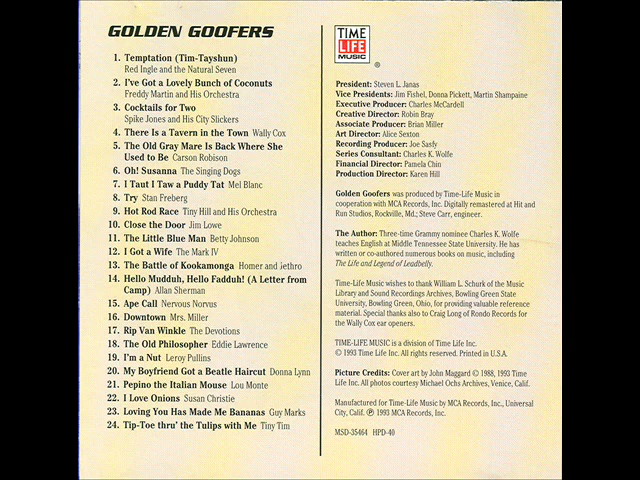 GOLDEN GOOFERS
1. Temptation (Tim-Tayshun)
Red Ingle and the Natural Seven
2. I've Got a Lovely Bunch of Coconuts
Freddy Martin and His Orchestra
3. Cocktails for Two
Spike Jones and His City Slickers
4. There Is a Tavern in the Town Wally Cox
5. The Old Gray Mare Is Back Where She
Used to Be Carson Robison
6. Oh! Susanna The Singing Dogs
7. I Taut I Taw a Puddy Tat Mel Blanc
8. Try Stan Freberg
9. Hot Rod Race Tiny Hill and His Orchestra
10. Close the Door Jim Lowe
11. The Little Blue Man Betty Johnson
12. I Got a Wife The Mark IV
13. The Battle of Kookamonga Homer and Jethro
14. Hello Mudduh, Hello Fadduh! (A Letter from
Camp) Allan Sherman
15. Ape Call Nervous Norvus
16. Downtown Mrs. Miller
17. Rip Van Winkle The Devotions
18. The Old Philosopher Eddie Lawrence
19. I'm a Nut Leroy Pullins
20. My Boyfriend Got a Beatle Haircut Donna Lynn
21. Pepino the Italian Mouse Lou Monte
22. I Love Onions Susan Christie
23. Loving You Has Made Me Bananas Guy Marks
24. Tip-Toe thru' the Tulips with Me Tiny Tim
TIME
LIFE
MUSIC
®
President: Steven L. Janas
Vice Presidents: Jim Fishel, Donna Pickett, Martin Shampaine
Executive Producer: Charles McCardell
Creative Director: Robin Bray
Associate Producer: Brian Miller
Art Director: Alice Sexton
Recording Producer: Joe Sasfy
Series Consultant: Charles K. Wolfe
Financial Director: Pamela Chin
Production Director: Karen Hill
Golden Goofers was produced by Time-Life Music in
cooperation with MCA Records, Inc. Digitally remastered at Hit and
Run Studios, Rockville, Md.; Steve Carr, engineer.
The Author: Three-time Grammy nominee Charles K. Wolfe
teaches English at Middle Tennessee State University. He has
written or co-authored numerous books on music, including
The Life and Legend of Leadbelly.
Time-Life Music wishes to thank William L. Schurk of the Music
Library and Sound Recordings Archives, Bowling Green State
University, Bowling Green, Ohio, for providing valuable reference
material. Special thanks also to Craig Long of Rondo Records for
the Wally Cox ear openers.
TIME-LIFE MUSIC is a division of Time Life Inc.
© 1993 Time Life Inc. All rights reserved. Printed in U.S.A.
Picture Credits: Cover art by John Maggard © 1988, 1993 Time
Life Inc. All photos courtesy Michael Ochs Archives, Venice, Calif.
Manufactured for Time-Life Music by MCA Records, Inc., Universal
City, Calif. ℗ 1993 MCA Records, Inc.
MSD-35464 HPD-40